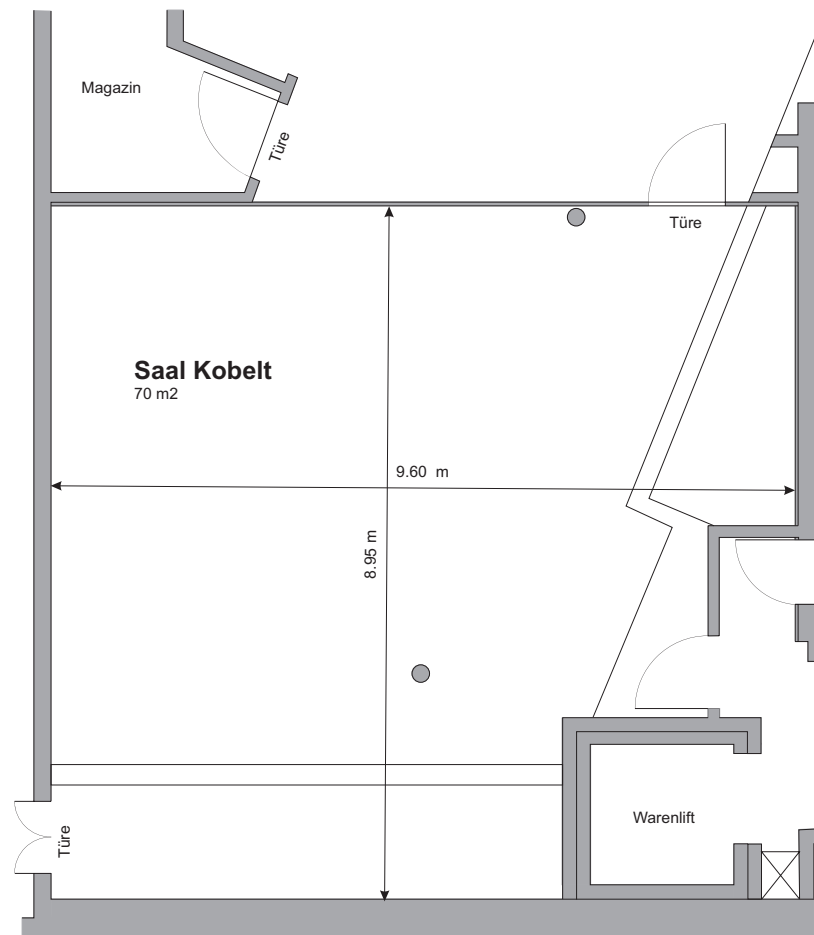 Magazin
Türe
Türe
Saal Kobelt
70 m2
9.60 m
8.95 m
Türe
Warenlift